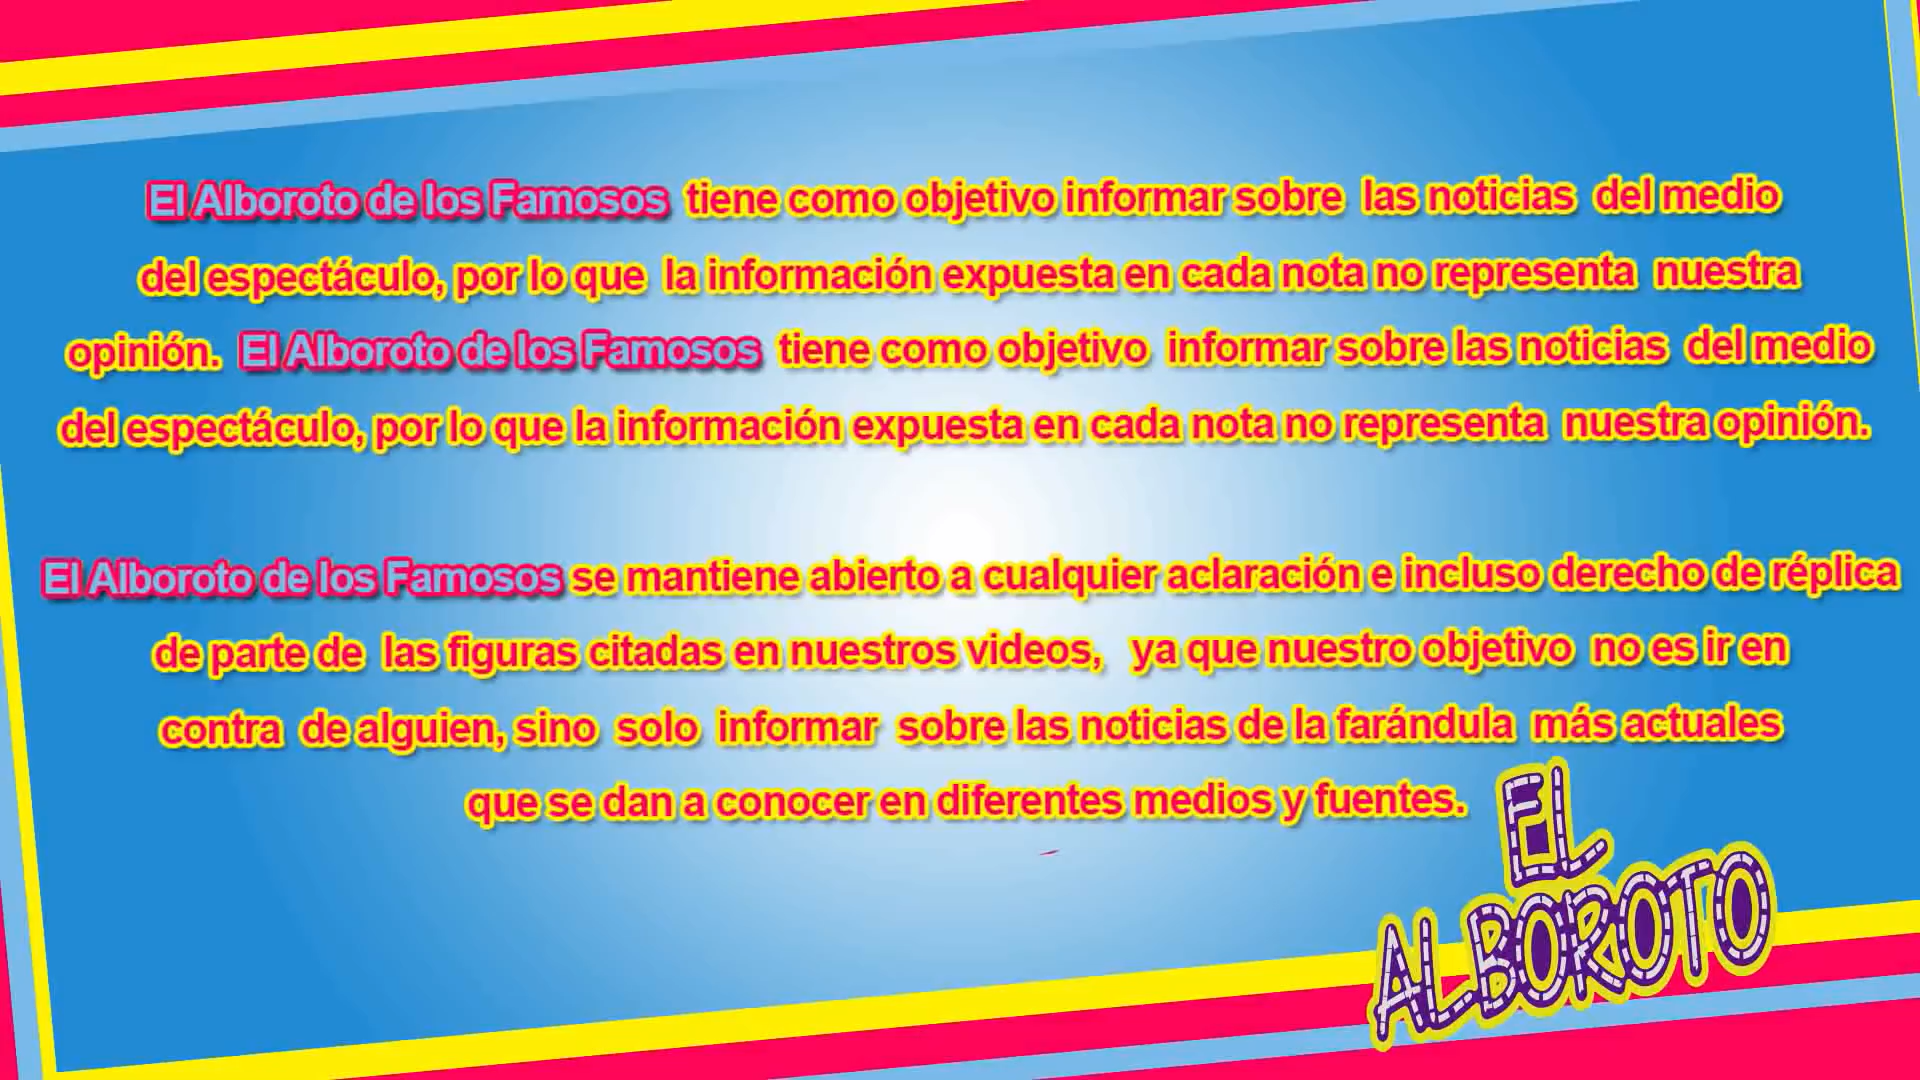 El Alboroto de los Famosos tiene como objetivo informar sobre las noticias del medio
del espectáculo, por lo que la información expuesta en cada nota no representa nuestra
opinión. El Alboroto de los Famosos tiene como objetivo informar sobre las noticias del medio
del espectáculo, por lo que la información expuesta en cada nota no representa nuestra opinión.
El Alboroto de los Famosos se mantiene abierto a cualquier aclaración e incluso derecho de réplica
de parte de las figuras citadas en nuestros videos, ya que nuestro objetivo no es ir en
contra de alguien, sino solo informar sobre las noticias de la farándula más actuales
que se dan a conocer en diferentes medios y fuentes.
EL
ALBOROTO